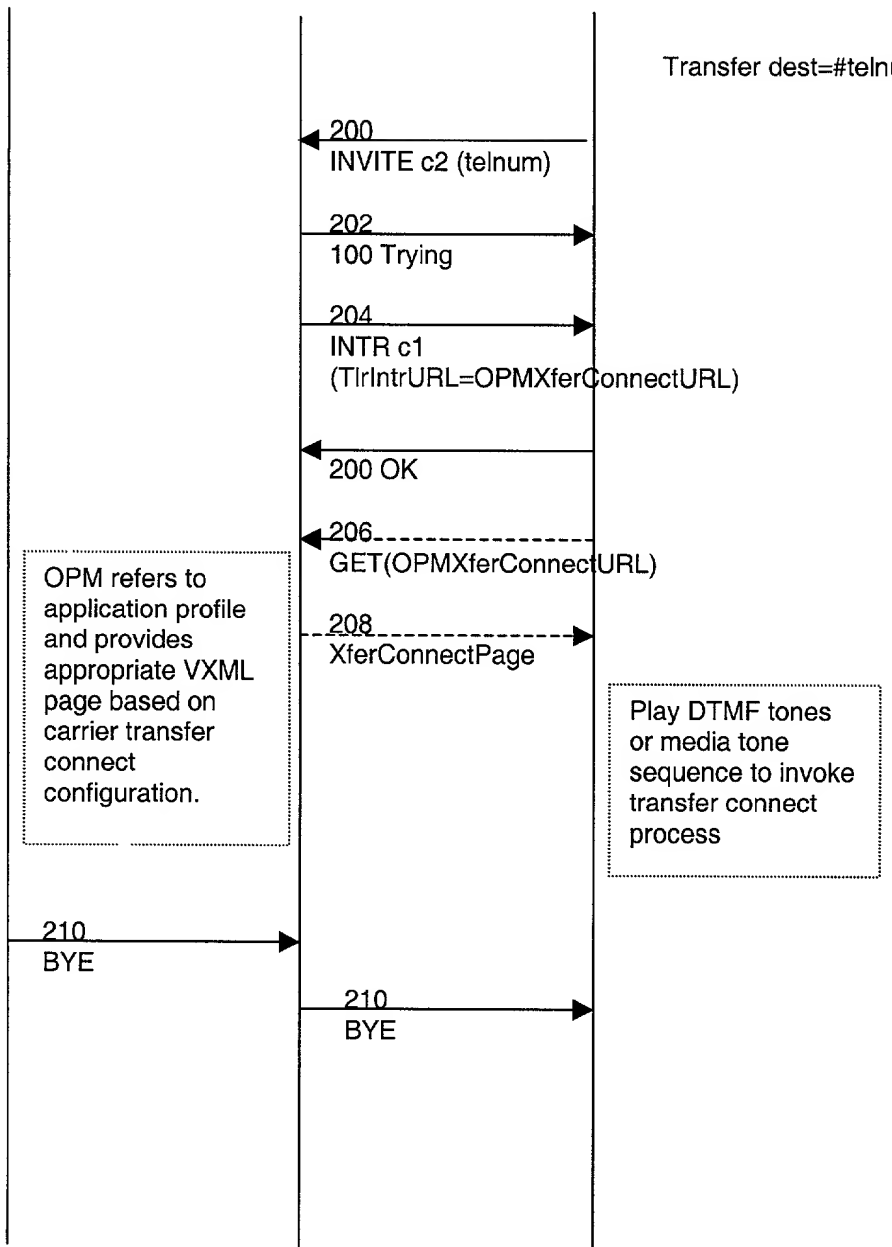 Transfer dest=#telnu
200
INVITE c2 (telnum)
202
100 Trying
204
INTR c1
(TlrIntrURL=OPMXferConnectURL)
200 OK
206
GET(OPMXferConnectURL)
OPM refers to
application profile
and provides
appropriate VXML
page based on
carrier transfer
connect
configuration.
208
XferConnectPage
Play DTMF tones
or media tone
sequence to invoke
transfer connect
process
210
BYE
210
BYE